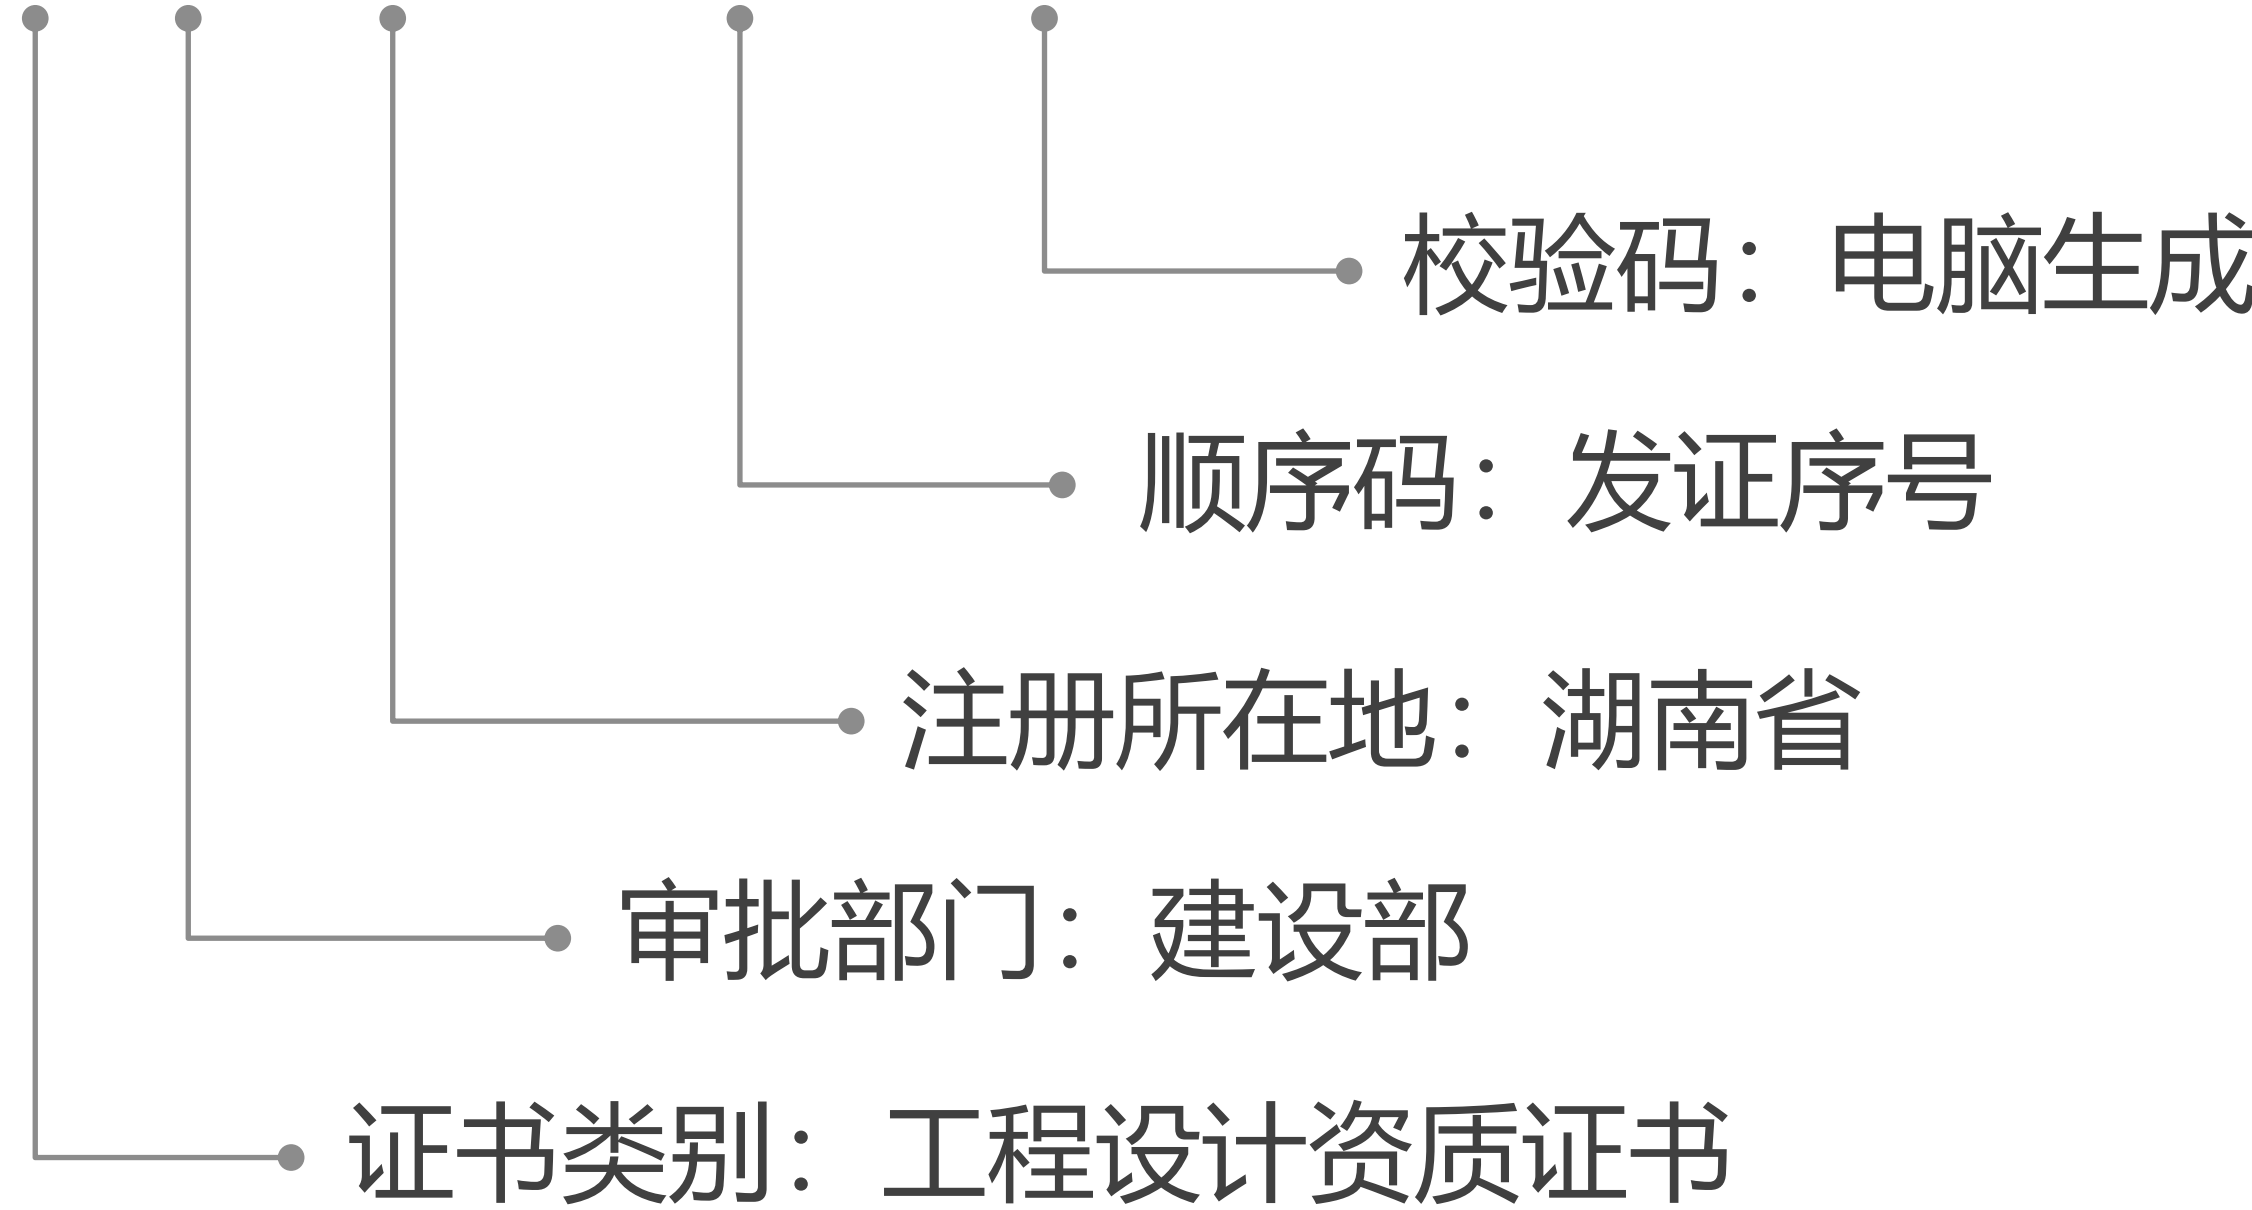 校验码：电脑生成
顺序码：发证序号
注册所在地：湖南省
审批部门：建设部
证书类别：工程设计资质证书